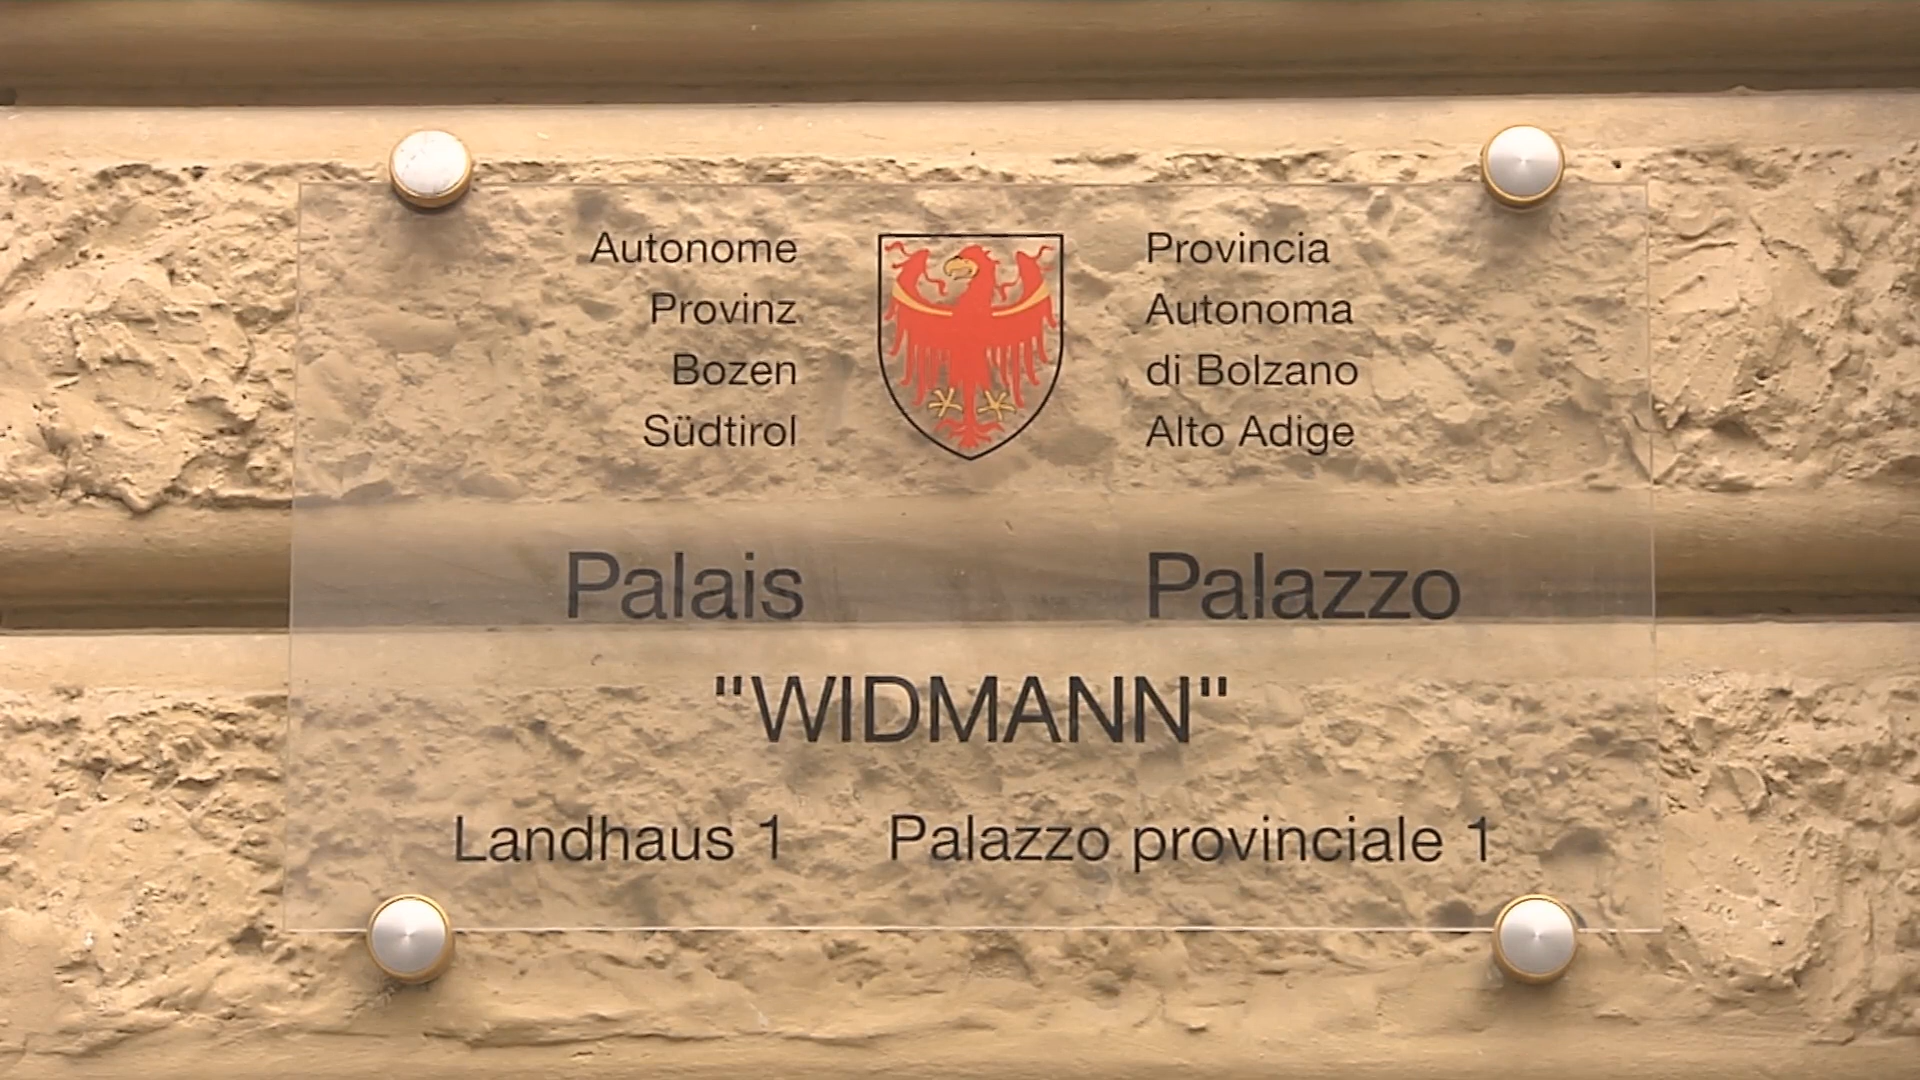 Autonome
Provinz
Bozen
Südtirol
Provincia
Autonoma
di Bolzano
Alto Adige
Palais Palazzo
"WIDMANN"
Landhaus 1 Palazzo provinciale 1